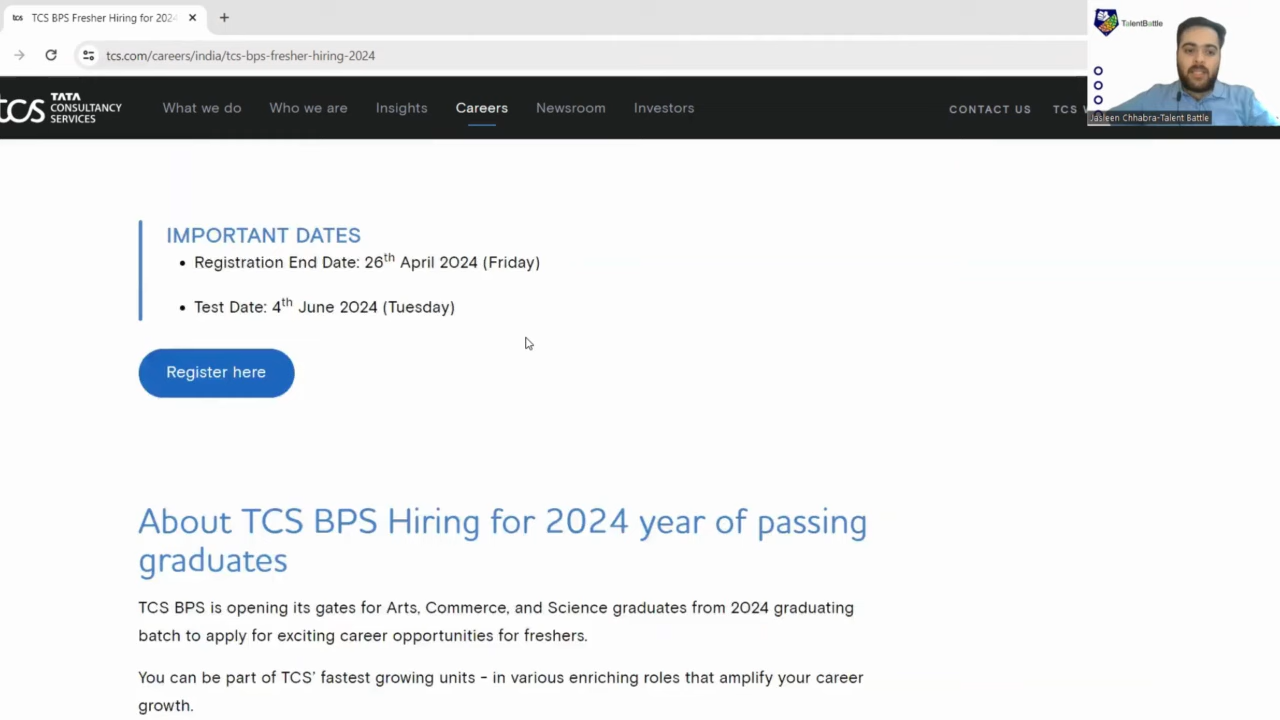 tcs TCS BPS Fresher Hiring for 2024
tcs.com/careers/india/tcs-bps-fresher-hiring-2024
TalentBattle
Jasleen Chhabra-Talent Battle
tcs TATA CONSULTANCY SERVICES
What we do Who we are Insights Careers Newsroom Investors CONTACT US TCS
IMPORTANT DATES
• Registration End Date: 26th April 2024 (Friday)
• Test Date: 4th June 2024 (Tuesday)
Register here
About TCS BPS Hiring for 2024 year of passing
graduates
TCS BPS is opening its gates for Arts, Commerce, and Science graduates from 2024 graduating
batch to apply for exciting career opportunities for freshers.
You can be part of TCS’ fastest growing units - in various enriching roles that amplify your career
growth.